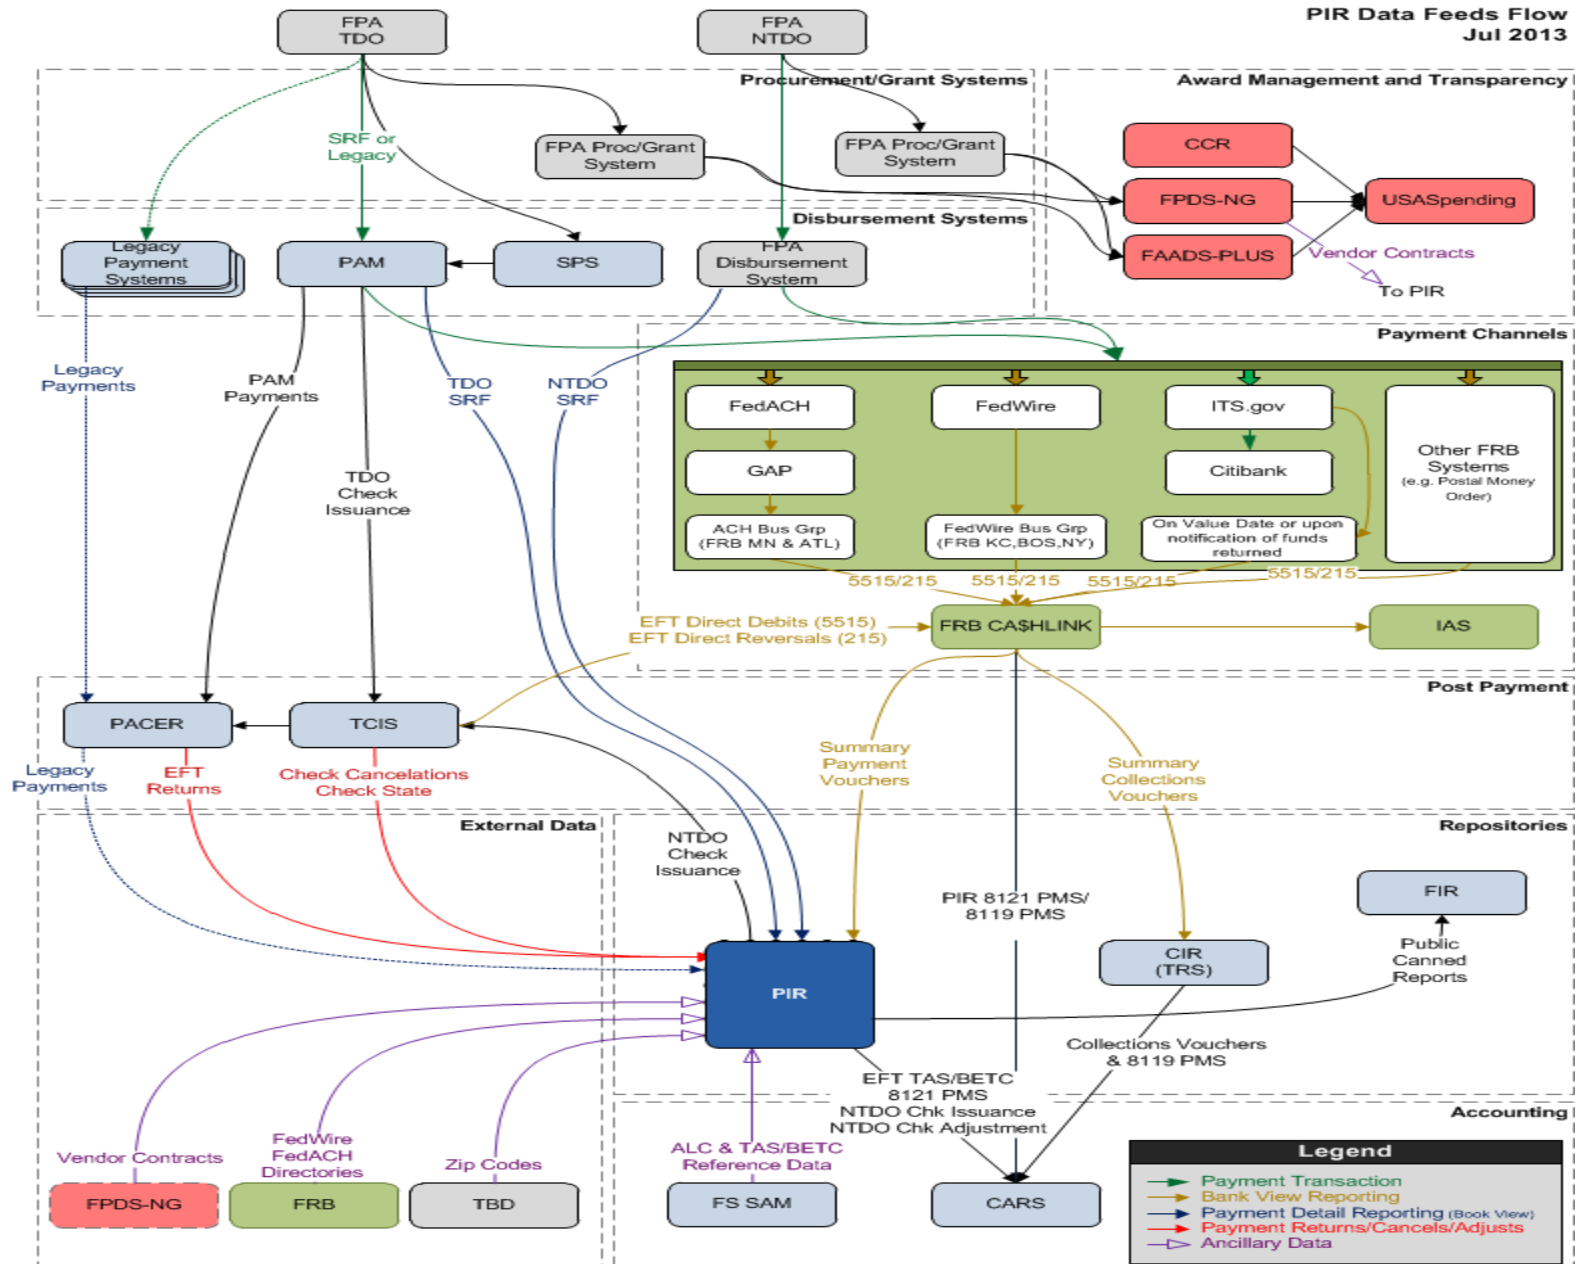 PIR Data Feeds Flow
Jul 2013
FPA
TDO
FPA
NTDO
Procurement/Grant Systems
Award Management and Transparency
SRF or
Legacy
FPA Proc/Grant
System
FPA Proc/Grant
System
CCR
FPDS-NG
USASpending
FAADS-PLUS
Vendor Contracts
To PIR
Disbursement Systems
Legacy
Payment
Systems
PAM
SPS
FPA
Disbursement
System
Payment Channels
Legacy
Payments
PAM
Payments
TDO
SRF
NTDO
SRF
TDO
Check
Issuance
FedACH
FedWire
ITS.gov
Other FRB
Systems
(e.g. Postal Money
Order)
GAP
Citibank
ACH Bus Grp
(FRB MN & ATL)
FedWire Bus Grp
(FRB KC,BOS,NY)
On Value Date or upon
notification of funds
returned
5515/215
5515/215
5515/215
5515/215
EFT Direct Debits (5515)
EFT Direct Reversals (215)
FRB CA$HLINK
IAS
Post Payment
PACER
TCIS
Legacy
Payments
EFT
Returns
Check Cancelations
Check State
Summary
Payment
Vouchers
Summary
Collections
Vouchers
External Data
Repositories
NTDO
Check
Issuance
PIR 8121 PMS/
8119 PMS
FIR
Public
Canned
Reports
CIR
(TRS)
PIR
Collections Vouchers
& 8119 PMS
EFT TAS/BETC
8121 PMS
NTDO Chk Issuance
NTDO Chk Adjustment
Accounting
Vendor Contracts
FedWire
FedACH
Directories
Zip Codes
ALC & TAS/BETC
Reference Data
FPDS-NG
FRB
TBD
FS SAM
CARS
Legend
Payment Transaction
Bank View Reporting
Payment Detail Reporting (Book View)
Payment Returns/Cancels/Adjusts
Ancillary Data